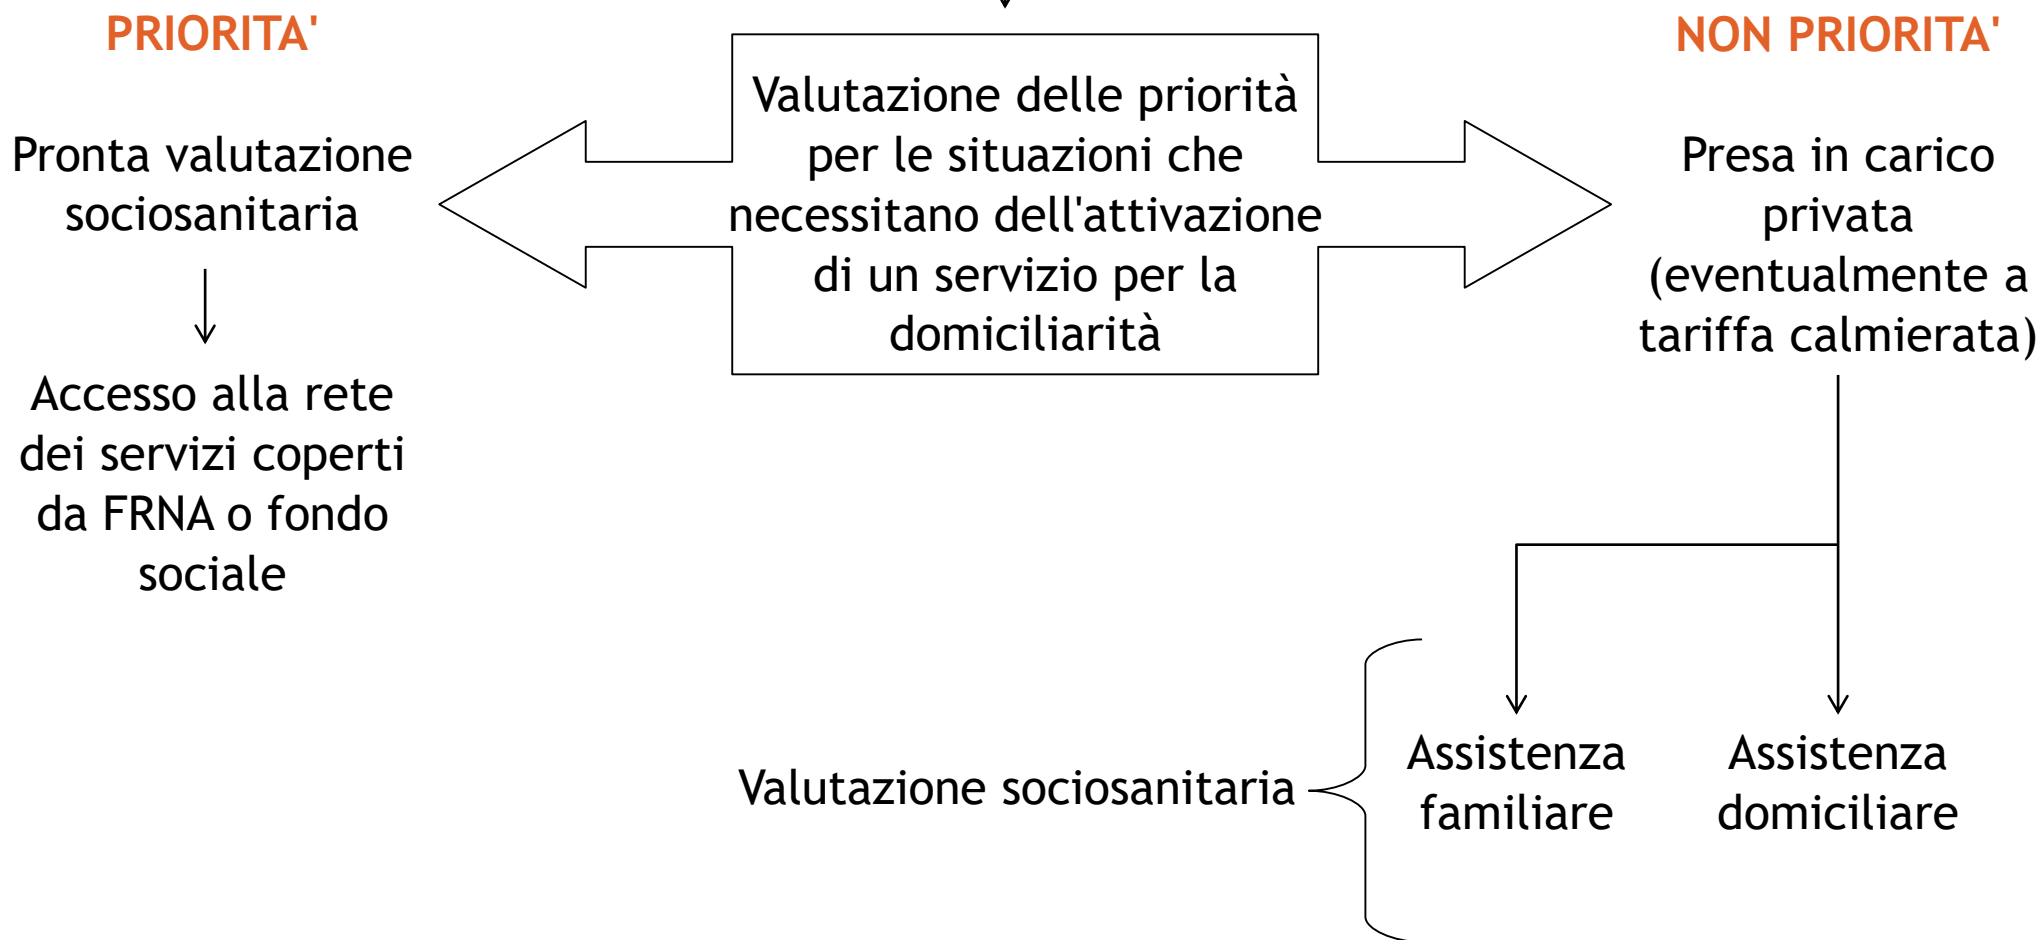 PRIORITA'
Pronta valutazione
sociosanitaria
Accesso alla rete
dei servizi coperti
da FRNA o fondo
sociale
Valutazione delle priorità
per le situazioni che
necessitano dell'attivazione
di un servizio per la
domiciliarità
NON PRIORITA'
Presa in carico
privata
(eventualmente a
tariffa calmierata)
Valutazione sociosanitaria
Assistenza
familiare
Assistenza
domiciliare